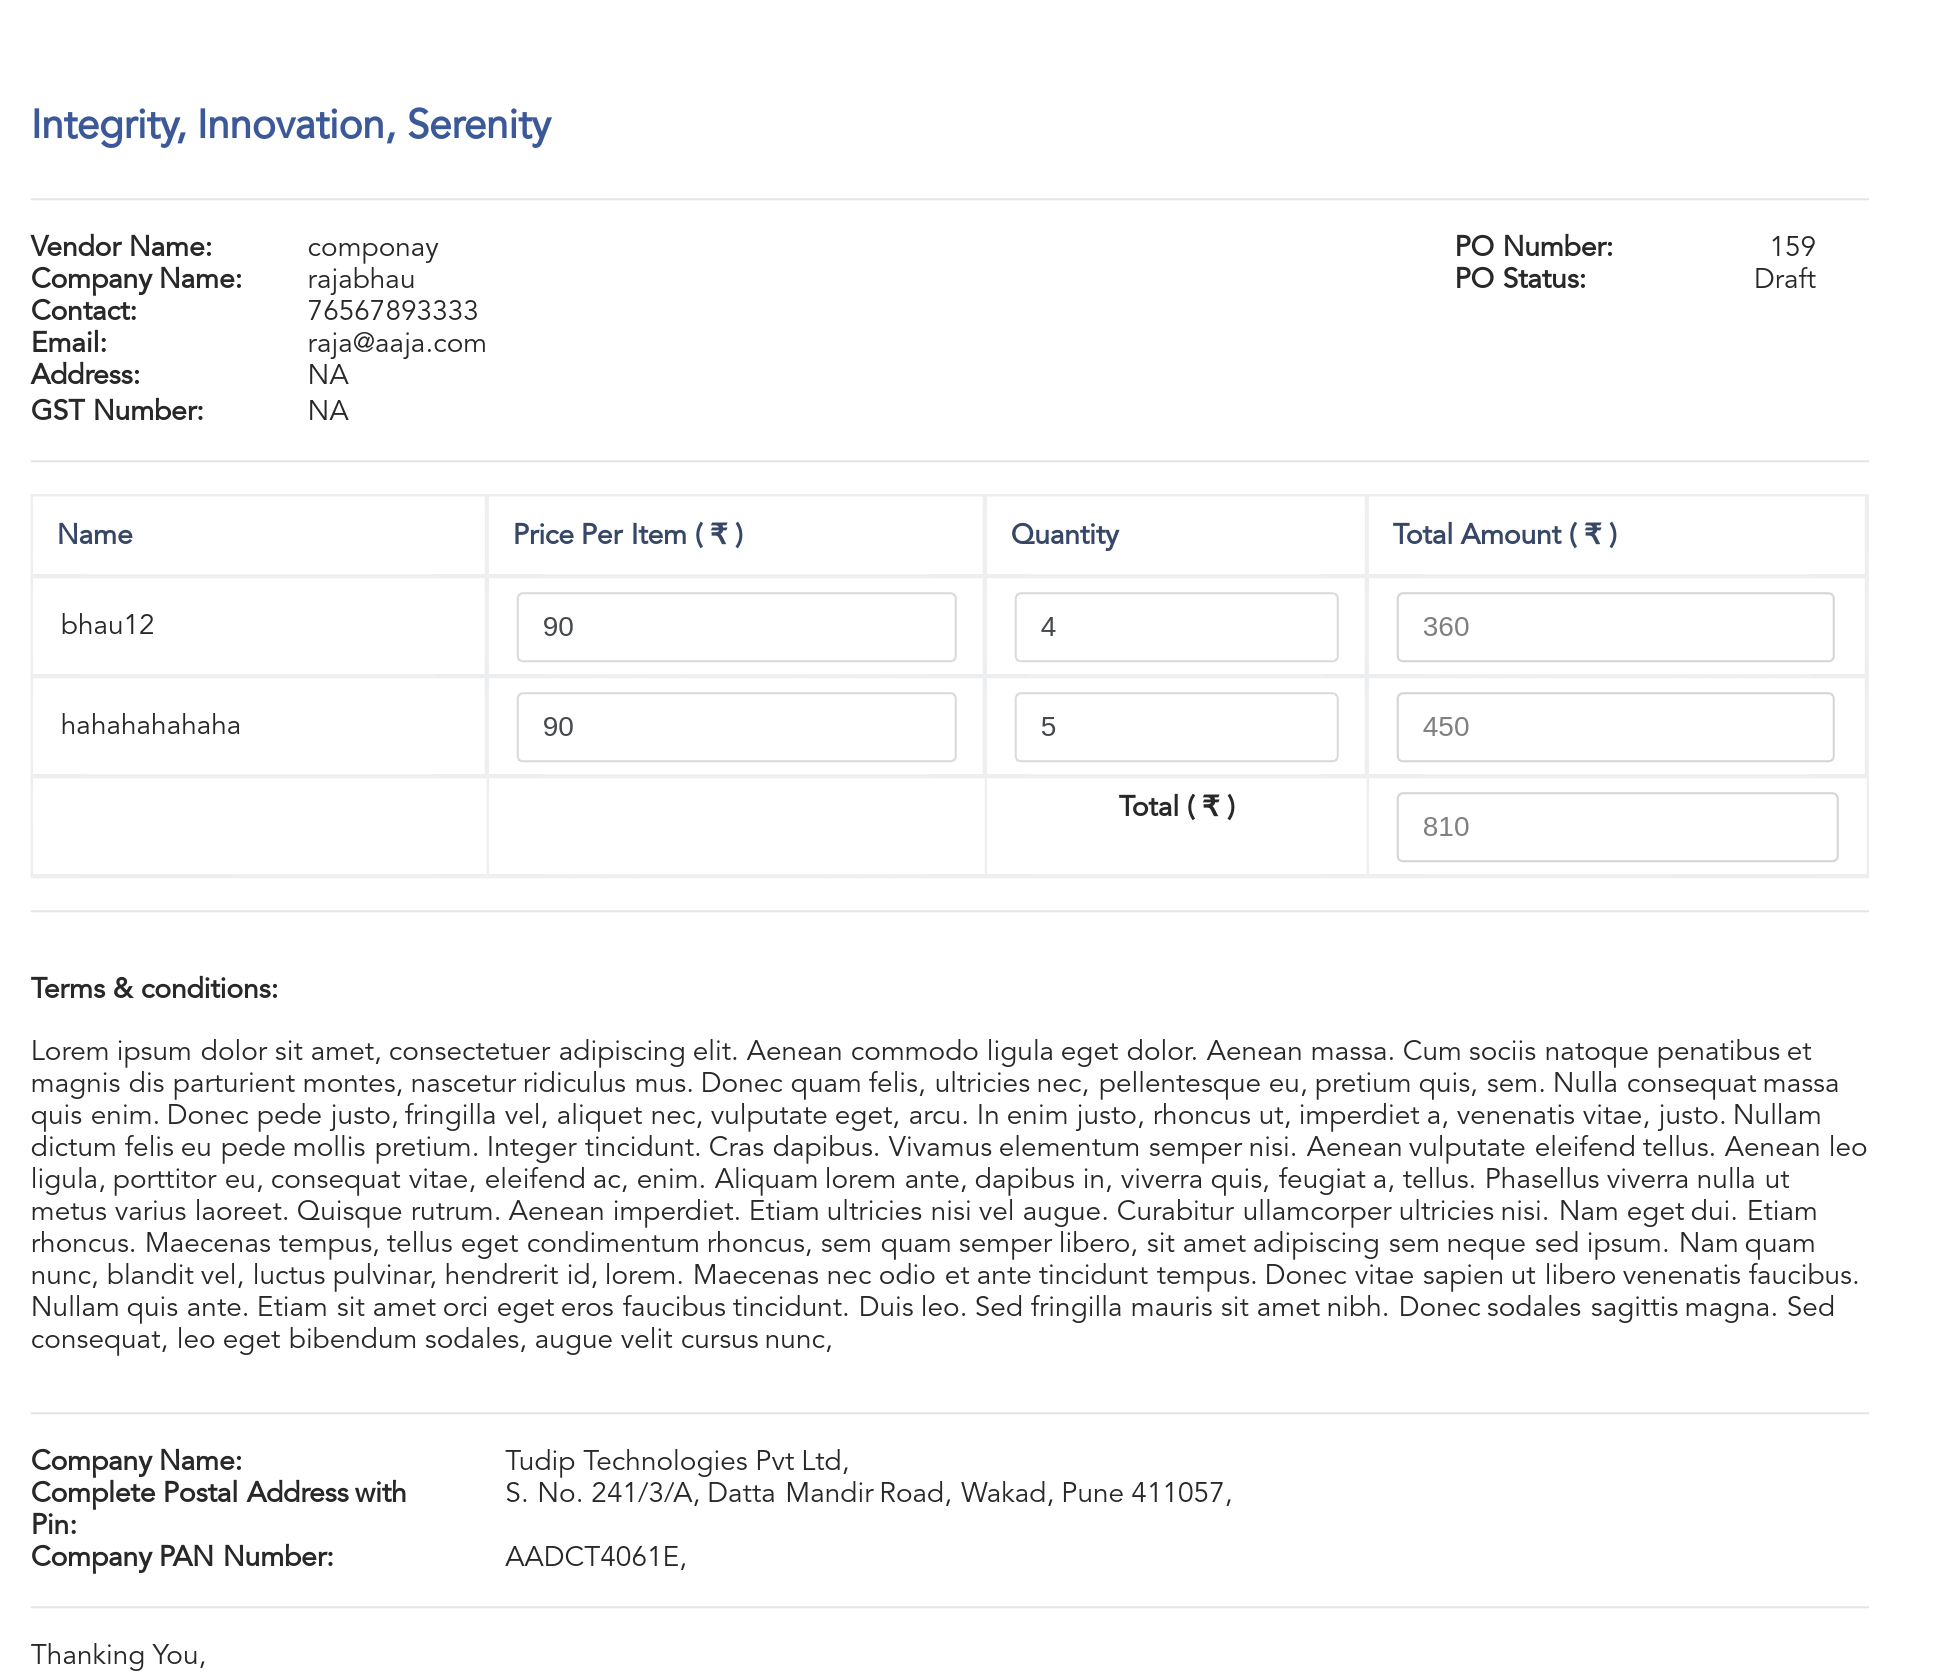 Integrity, Innovation, Serenity
Vendor Name: componay PO Number: 159
Company Name: rajabhau PO Status: Draft
Contact: 76567893333
Email: raja@aaja.com
Address: NA
GST Number: NA
Name Price Per Item ( ₹ ) Quantity Total Amount ( ₹ )
bhau12 90 4 360
hahahahahaha 90 5 450
Total ( ₹ ) 810
Terms & conditions:
Lorem ipsum dolor sit amet, consectetuer adipiscing elit. Aenean commodo ligula eget dolor. Aenean massa. Cum sociis natoque penatibus et
magnis dis parturient montes, nascetur ridiculus mus. Donec quam felis, ultricies nec, pellentesque eu, pretium quis, sem. Nulla consequat massa
quis enim. Donec pede justo, fringilla vel, aliquet nec, vulputate eget, arcu. In enim justo, rhoncus ut, imperdiet a, venenatis vitae, justo. Nullam
dictum felis eu pede mollis pretium. Integer tincidunt. Cras dapibus. Vivamus elementum semper nisi. Aenean vulputate eleifend tellus. Aenean leo
ligula, porttitor eu, consequat vitae, eleifend ac, enim. Aliquam lorem ante, dapibus in, viverra quis, feugiat a, tellus. Phasellus viverra nulla ut
metus varius laoreet. Quisque rutrum. Aenean imperdiet. Etiam ultricies nisi vel augue. Curabitur ullamcorper ultricies nisi. Nam eget dui. Etiam
rhoncus. Maecenas tempus, tellus eget condimentum rhoncus, sem quam semper libero, sit amet adipiscing sem neque sed ipsum. Nam quam
nunc, blandit vel, luctus pulvinar, hendrerit id, lorem. Maecenas nec odio et ante tincidunt tempus. Donec vitae sapien ut libero venenatis faucibus.
Nullam quis ante. Etiam sit amet orci eget eros faucibus tincidunt. Duis leo. Sed fringilla mauris sit amet nibh. Donec sodales sagittis magna. Sed
consequat, leo eget bibendum sodales, augue velit cursus nunc,
Company Name: Tudip Technologies Pvt Ltd,
Complete Postal Address with S. No. 241/3/A, Datta Mandir Road, Wakad, Pune 411057,
Pin:
Company PAN Number: AADCT4061E,
Thanking You,